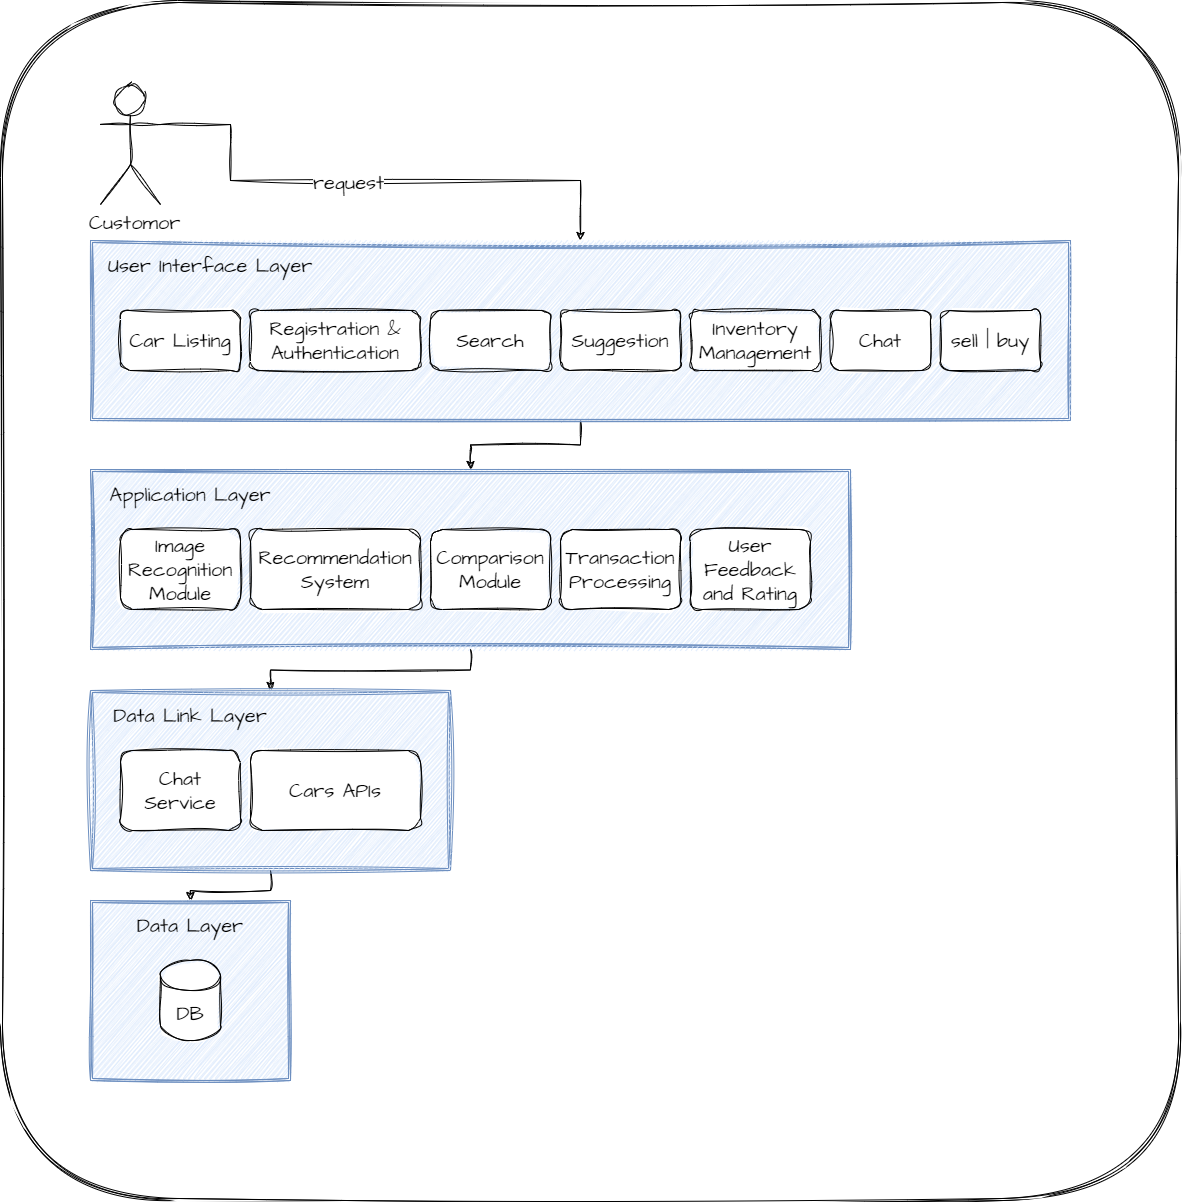 request
Customor
User Interface Layer
Car Listing
Registration &
Authentication
Search
Suggestion
Inventory
Management
Chat
sell | buy
Application Layer
Image
Recognition
Module
Recommendation
System
Comparison
Module
Transaction
Processing
User
Feedback
and Rating
Data Link Layer
Chat
Service
Cars APIs
Data Layer
DB